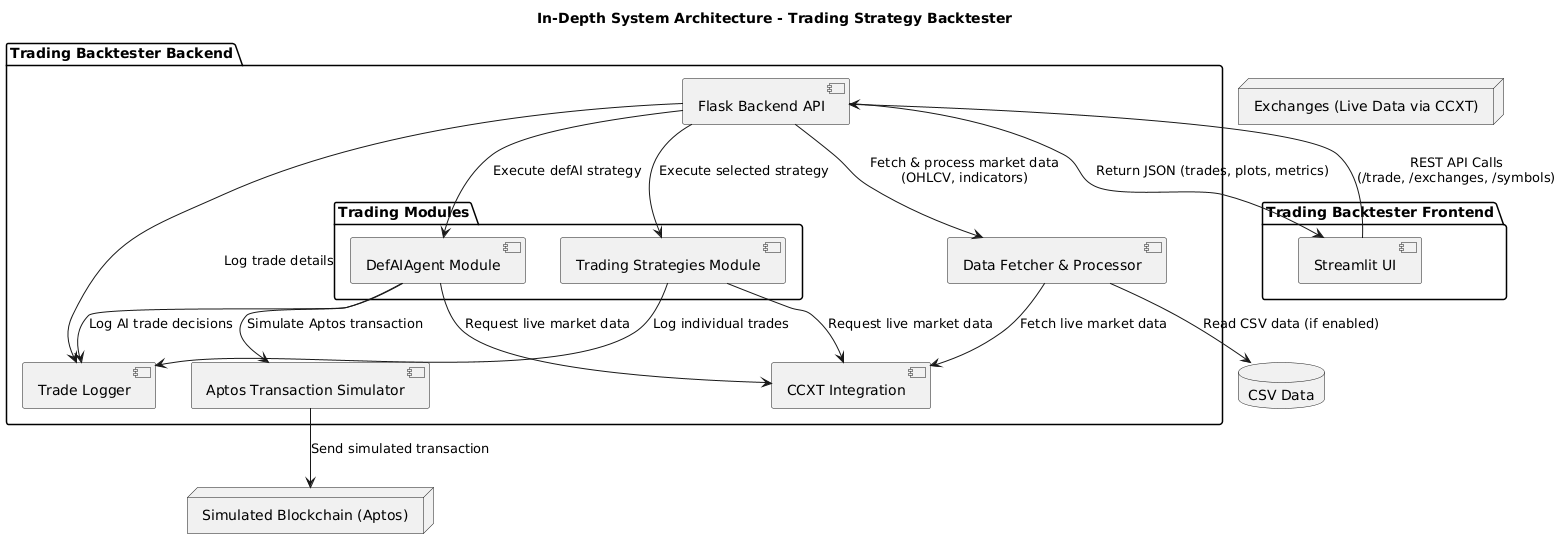 In-Depth System Architecture - Trading Strategy Backtester
Trading Backtester Backend
Flask Backend API
Exchanges (Live Data via CCXT)
Execute defAI strategy
Execute selected strategy
Fetch & process market data
(OHLCV, indicators)
Return JSON (trades, plots, metrics)
REST API Calls
(/trade, /exchanges, /symbols)
Trading Modules
Trading Backtester Frontend
Log trade details
DefAIAgent Module
Trading Strategies Module
Data Fetcher & Processor
Streamlit UI
Log AI trade decisions
Simulate Aptos transaction
Request live market data
Log individual trades
Request live market data
Fetch live market data
Read CSV data (if enabled)
Trade Logger
Aptos Transaction Simulator
CCXT Integration
CSV Data
Send simulated transaction
Simulated Blockchain (Aptos)